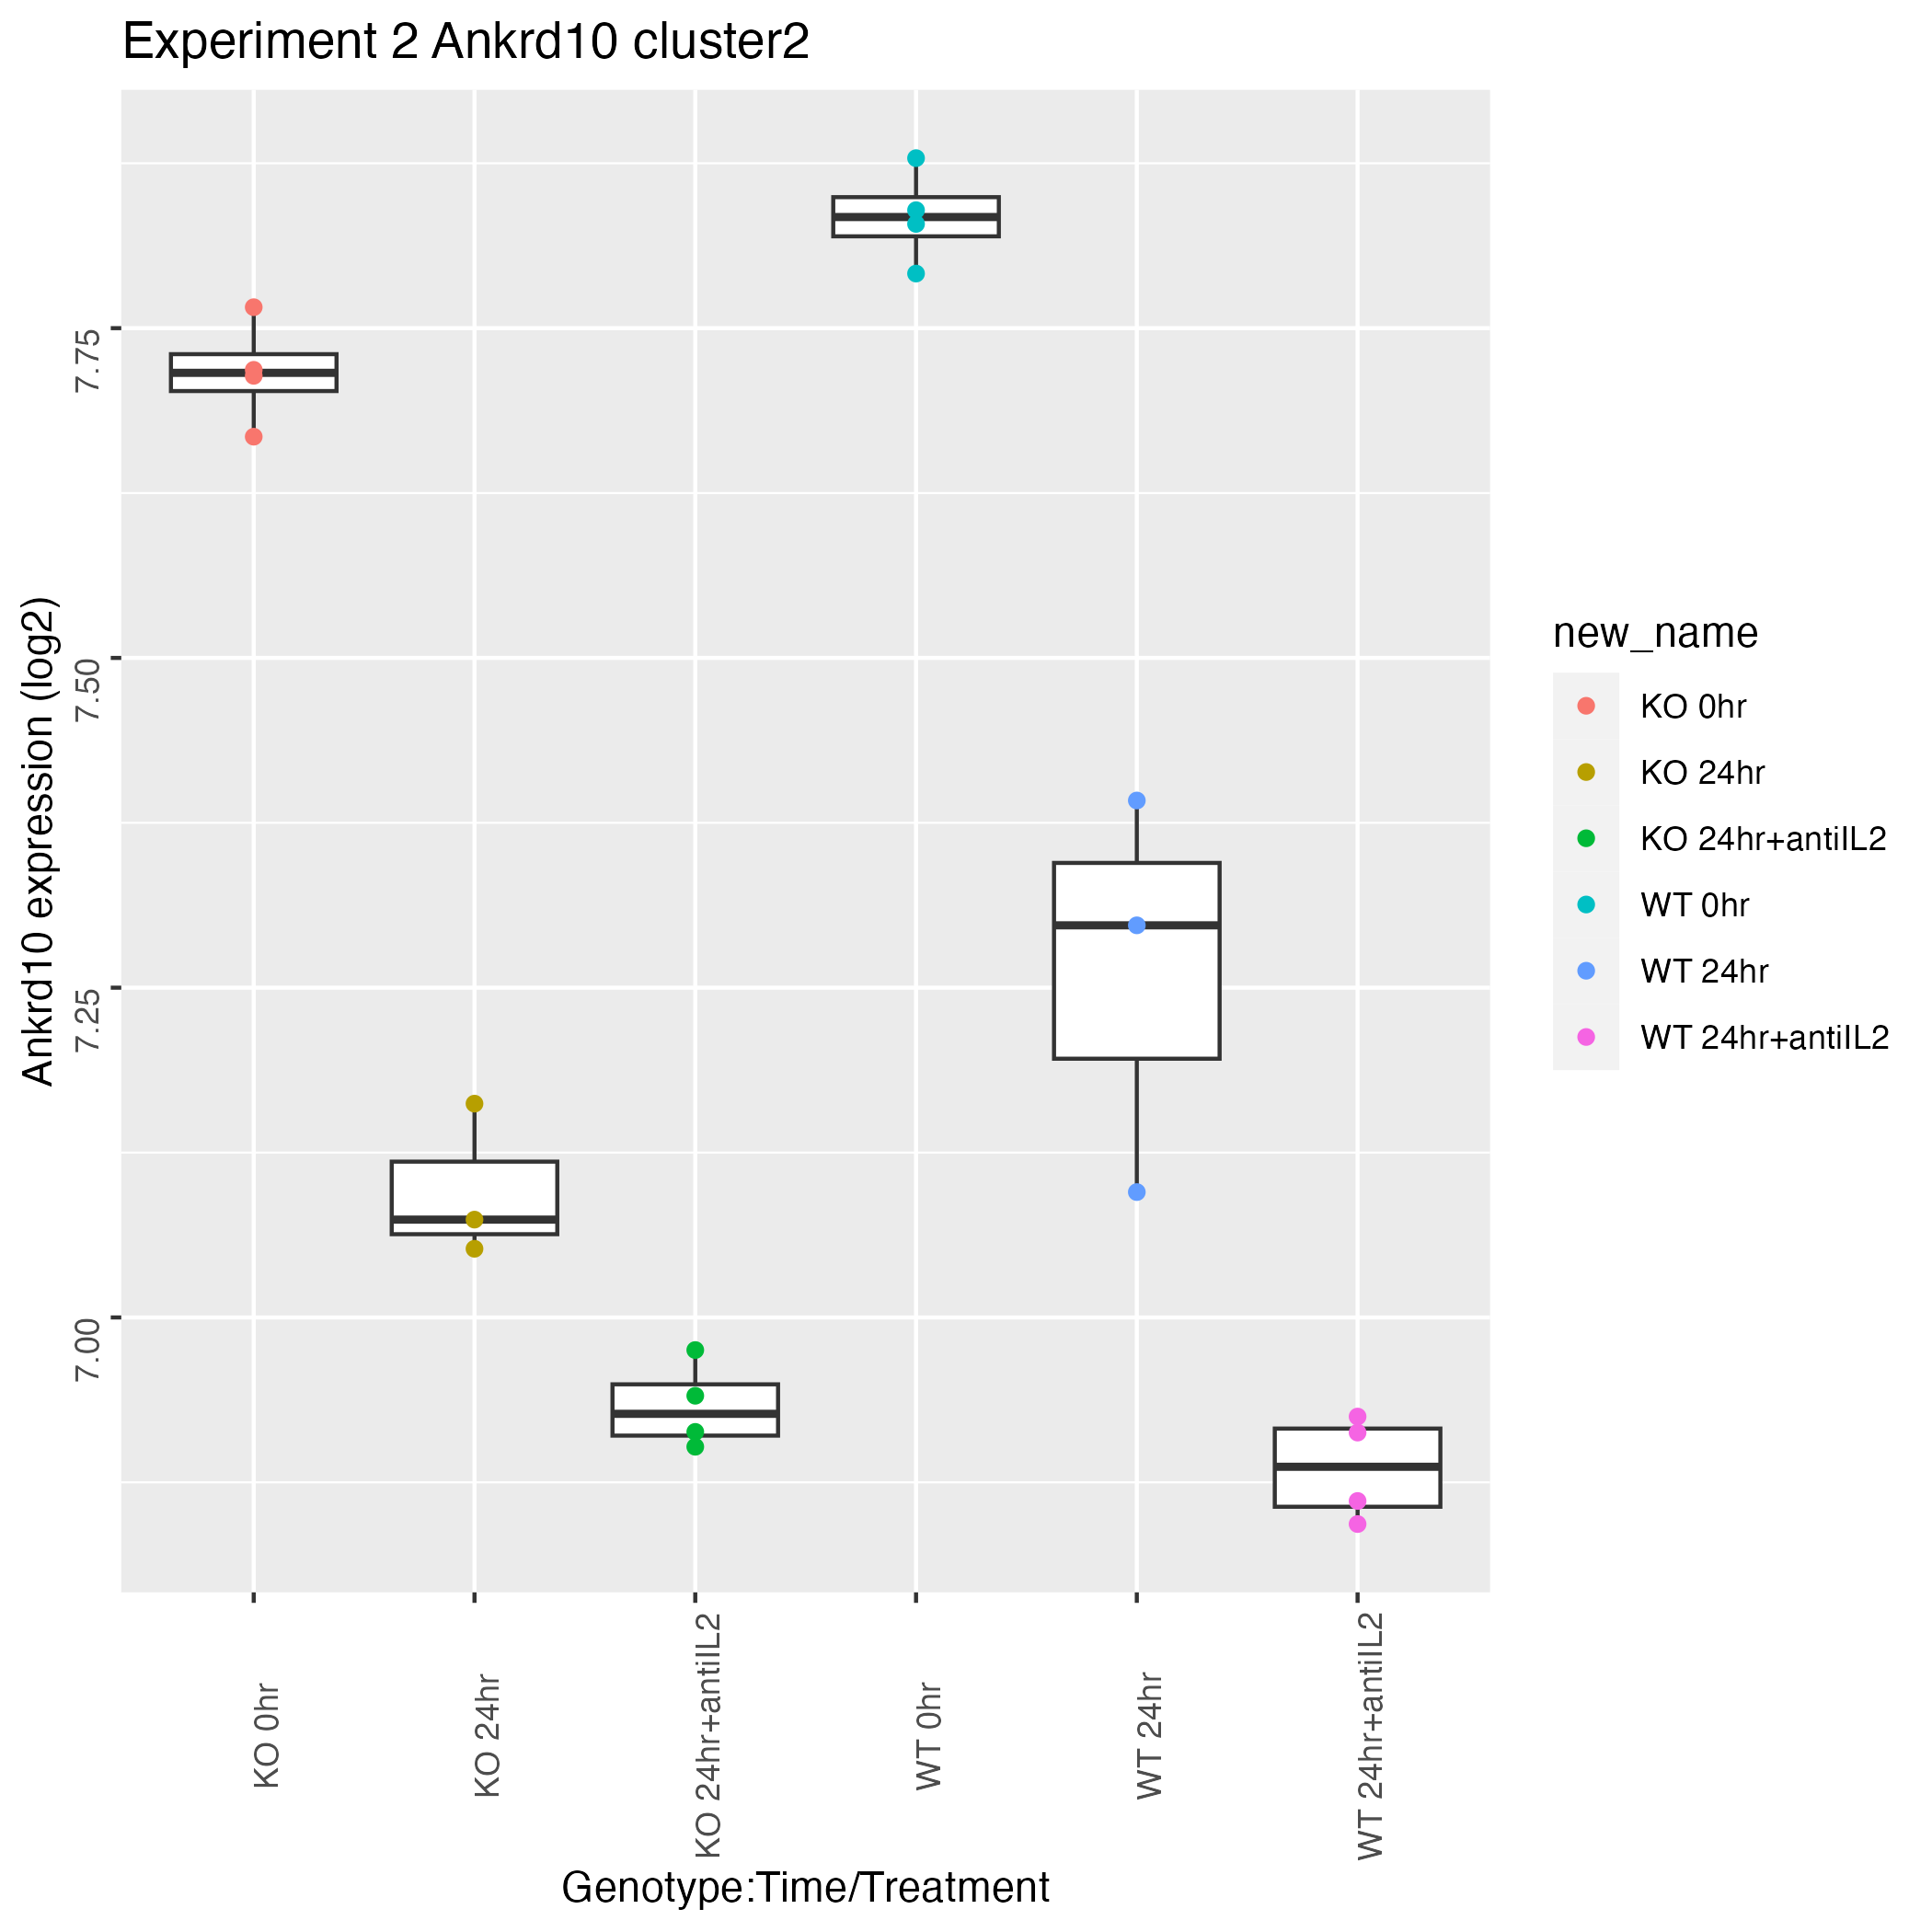 Experiment 2 Ankrd10 cluster2
Ankrd10 expression (log2)
7.75
7.50
7.25
7.00
KO 0hr
KO 24hr
KO 24hr+antiIL2
WT 0hr
WT 24hr
WT 24hr+antiIL2
Genotype:Time/Treatment
new_name
KO 0hr
KO 24hr
KO 24hr+antiIL2
WT 0hr
WT 24hr
WT 24hr+antiIL2